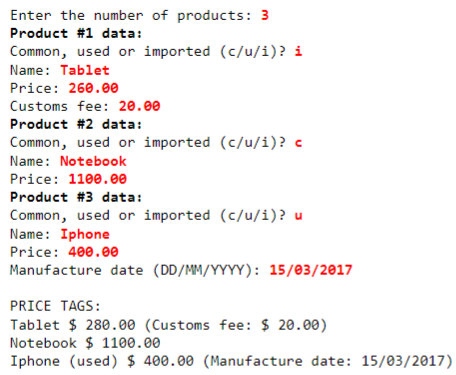 Enter the number of products: 3
Product #1 data:
Common, used or imported (c/u/i)? i
Name: Tablet
Price: 260.00
Customs fee: 20.00
Product #2 data:
Common, used or imported (c/u/i)? c
Name: Notebook
Price: 1100.00
Product #3 data:
Common, used or imported (c/u/i)? u
Name: Iphone
Price: 400.00
Manufacture date (DD/MM/YYYY): 15/03/2017
PRICE TAGS:
Tablet $ 280.00 (Customs fee: $ 20.00)
Notebook $ 1100.00
Iphone (used) $ 400.00 (Manufacture date: 15/03/2017)